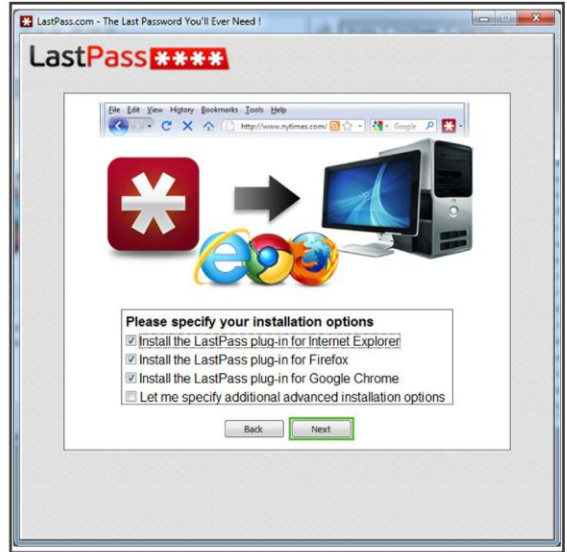 LastPass.com - The Last Password You'll Ever Need !
LastPass ****
File Edit View History Bookmarks Tools Help
http://www.nytimes.com/ Google
Please specify your installation options
Install the LastPass plug-in for Internet Explorer
Install the LastPass plug-in for Firefox
Install the LastPass plug-in for Google Chrome
Let me specify additional advanced installation options
Back Next